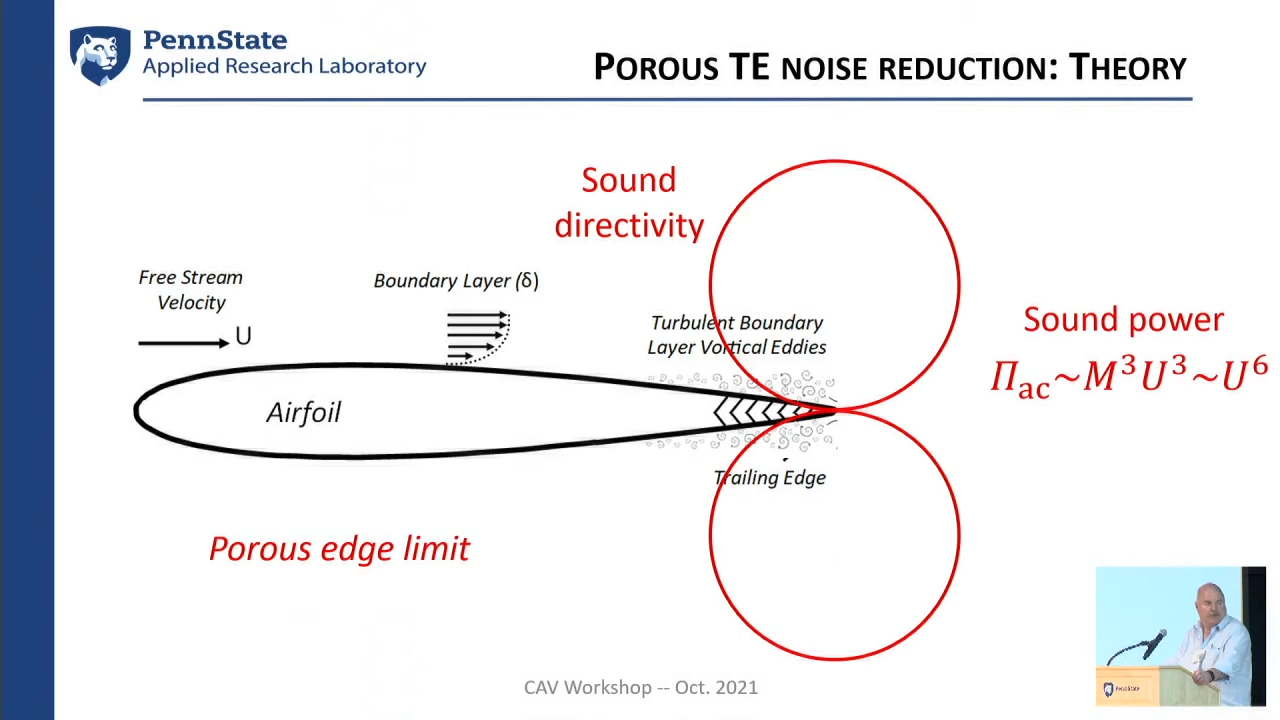 PennState
Applied Research Laboratory
POROUS TE NOISE REDUCTION: THEORY
Sound
directivity
Free Stream
Velocity
U
Boundary Layer (δ)
Turbulent Boundary
Layer Vortical Eddies
Sound power
Π_ac~M³U³~U⁶
Airfoil
Trailing Edge
Porous edge limit
CAV Workshop -- Oct. 2021
PennState